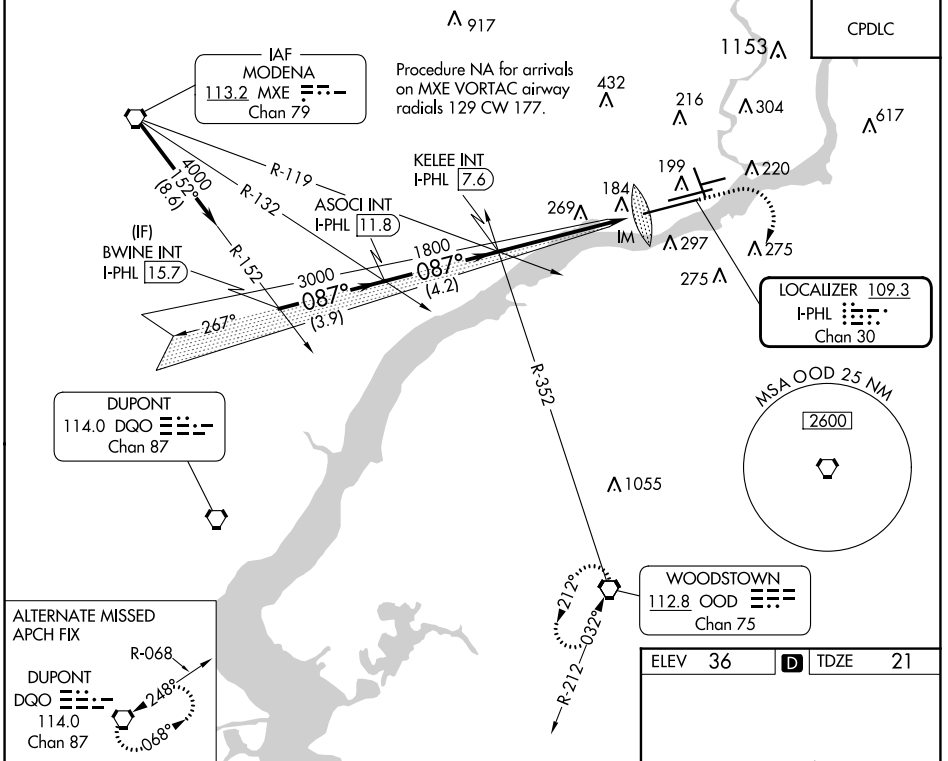 CPDLC
917
1153
IAF
MODENA
113.2 MXE
Chan 79
Procedure NA for arrivals
on MXE VORTAC airway
radials 129 CW 177.
432
216
304
617
4000
152°
(8.6)
R-119
R-132
R-152
KELEE INT
I-PHL 7.6
199
220
184
269
IM
297
275
275
ASOCI INT
I-PHL 11.8
(IF)
BWINE INT
I-PHL 15.7
1800
3000
087°
(4.2)
087°
(3.9)
267°
LOCALIZER 109.3
I-PHL
Chan 30
R-352
MSA OOD 25 NM
2600
DUPONT
114.0 DQO
Chan 87
1055
WOODSTOWN
112.8 OOD
Chan 75
212°
032°
R-212
ALTERNATE MISSED
APCH FIX
R-068
DUPONT
DQO
114.0
Chan 87
248°
068°
ELEV 36 D TDZE 21